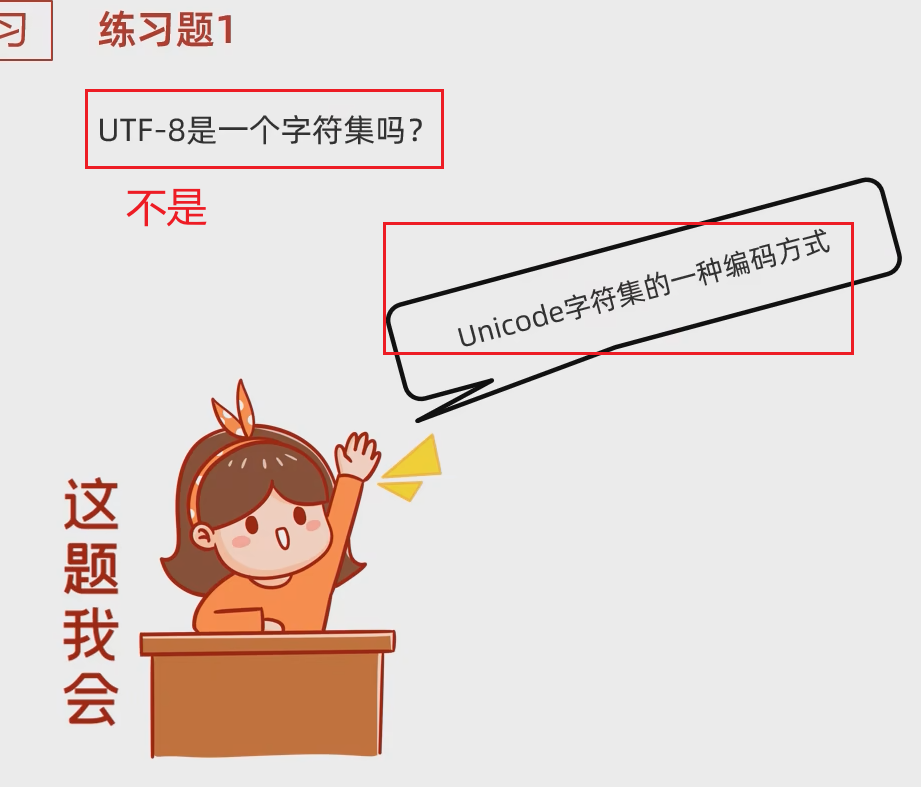 习
练习题1
UTF-8是一个字符集吗?
不是
Unicode字符集的一种编码方式
这
题
我
会